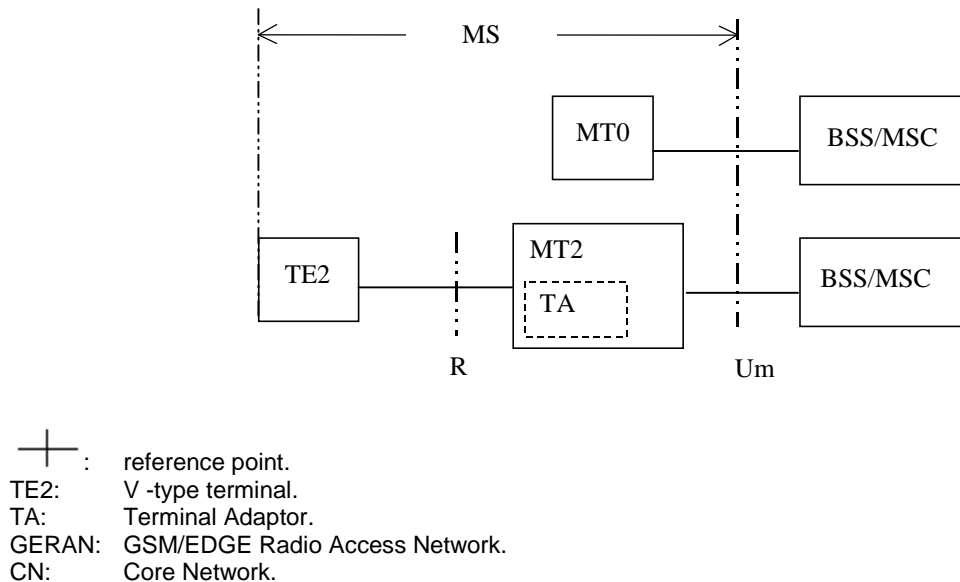 MS
MT0
BSS/MSC
TE2
MT2
TA
BSS/MSC
R
Um
: reference point.
TE2: V -type terminal.
TA: Terminal Adaptor.
GERAN: GSM/EDGE Radio Access Network.
CN: Core Network.